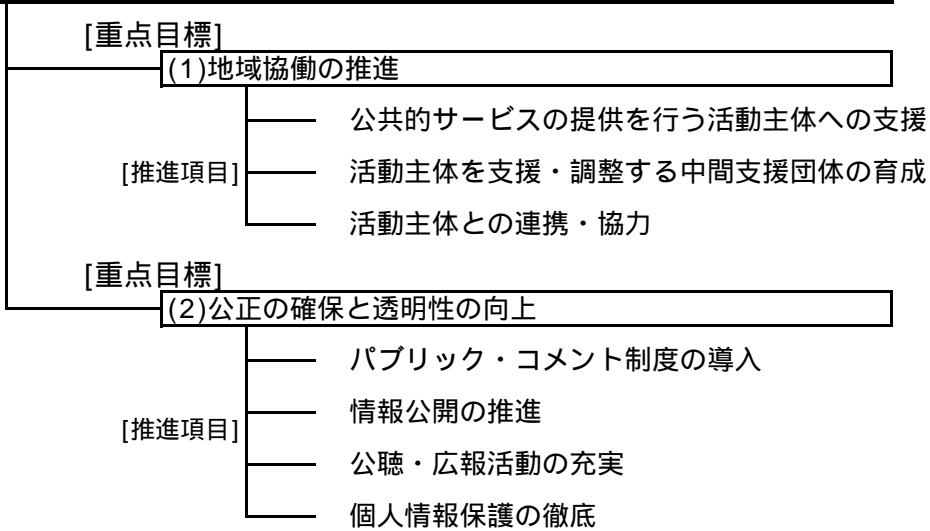 [重点目標]
(1)地域協働の推進
公共的サービスの提供を行う活動主体への支援
[推進項目]
活動主体を支援・調整する中間支援団体の育成
活動主体との連携・協力
[重点目標]
(2)公正の確保と透明性の向上
パブリック・コメント制度の導入
情報公開の推進
[推進項目]
公聴・広報活動の充実
個人情報保護の徹底